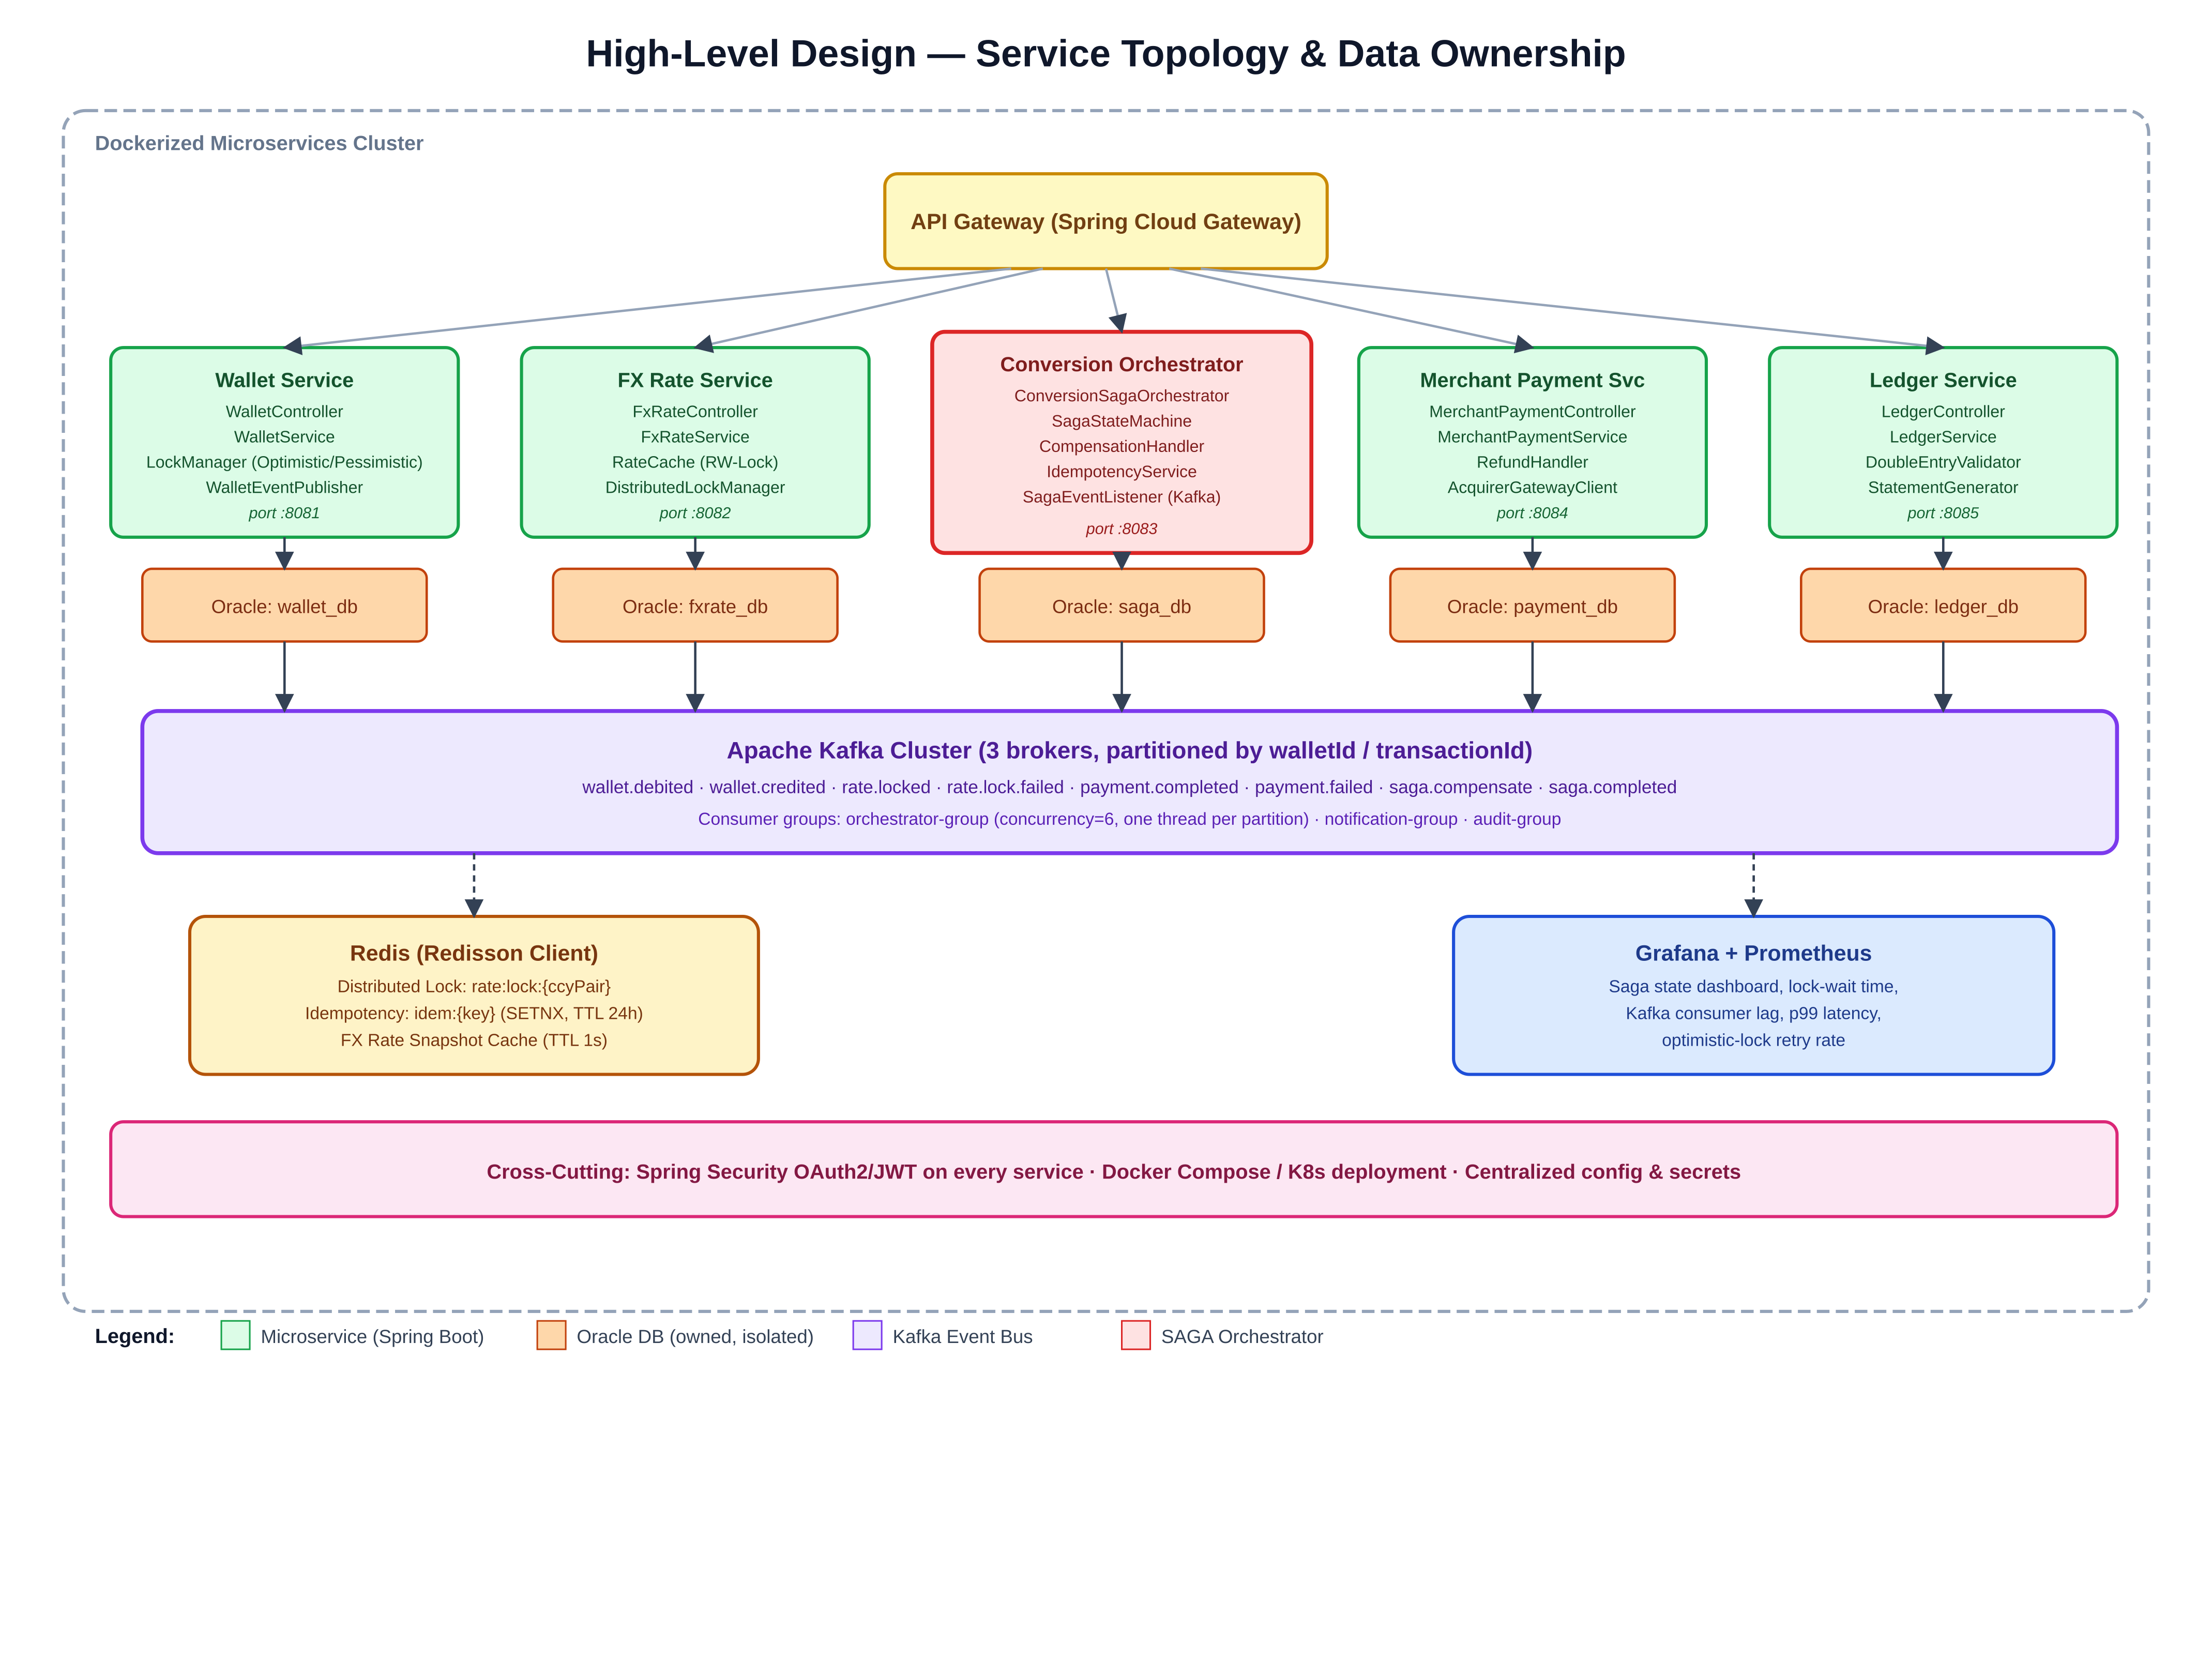 High-Level Design — Service Topology & Data Ownership
Dockerized Microservices Cluster
API Gateway (Spring Cloud Gateway)
Wallet Service
WalletController
WalletService
LockManager (Optimistic/Pessimistic)
WalletEventPublisher
port :8081
FX Rate Service
FxRateController
FxRateService
RateCache (RW-Lock)
DistributedLockManager
port :8082
Conversion Orchestrator
ConversionSagaOrchestrator
SagaStateMachine
CompensationHandler
IdempotencyService
SagaEventListener (Kafka)
port :8083
Merchant Payment Svc
MerchantPaymentController
MerchantPaymentService
RefundHandler
AcquirerGatewayClient
port :8084
Ledger Service
LedgerController
LedgerService
DoubleEntryValidator
StatementGenerator
port :8085
Oracle: wallet_db
Oracle: fxrate_db
Oracle: saga_db
Oracle: payment_db
Oracle: ledger_db
Apache Kafka Cluster (3 brokers, partitioned by walletId / transactionId)
wallet.debited · wallet.credited · rate.locked · rate.lock.failed · payment.completed · payment.failed · saga.compensate · saga.completed
Consumer groups: orchestrator-group (concurrency=6, one thread per partition) · notification-group · audit-group
Redis (Redisson Client)
Distributed Lock: rate:lock:{ccyPair}
Idempotency: idem:{key} (SETNX, TTL 24h)
FX Rate Snapshot Cache (TTL 1s)
Grafana + Prometheus
Saga state dashboard, lock-wait time,
Kafka consumer lag, p99 latency,
optimistic-lock retry rate
Cross-Cutting: Spring Security OAuth2/JWT on every service · Docker Compose / K8s deployment · Centralized config & secrets
Legend:
Microservice (Spring Boot)
Oracle DB (owned, isolated)
Kafka Event Bus
SAGA Orchestrator